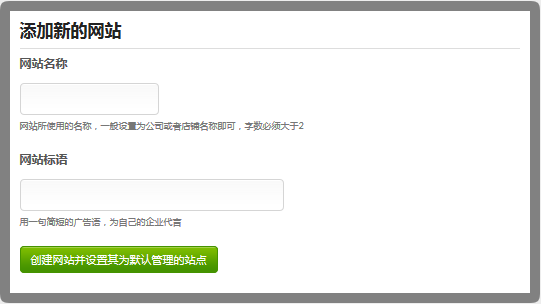 添加新的网站
网站名称
网站所使用的名称，一般设置为公司或者店铺名称即可，字数必须大于2
网站标语
用一句简短的广告语，为自己的企业代言
创建网站并设置其为默认管理的站点